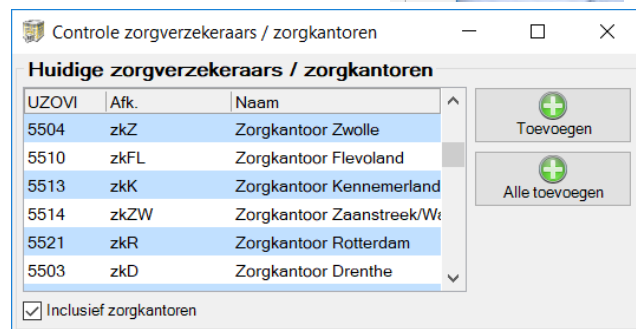 Controle zorgverzekeraars / zorgkantoren
Huidige zorgverzekeraars / zorgkantoren
UZOVI Afk. Naam
5504 zkZ Zorgkantoor Zwolle
5510 zkFL Zorgkantoor Flevoland
5513 zkK Zorgkantoor Kennemerland
5514 zkZW Zorgkantoor Zaanstreek/Wa
5521 zkR Zorgkantoor Rotterdam
5503 zkD Zorgkantoor Drenthe
Toevoegen
Alle toevoegen
Inclusief zorgkantoren